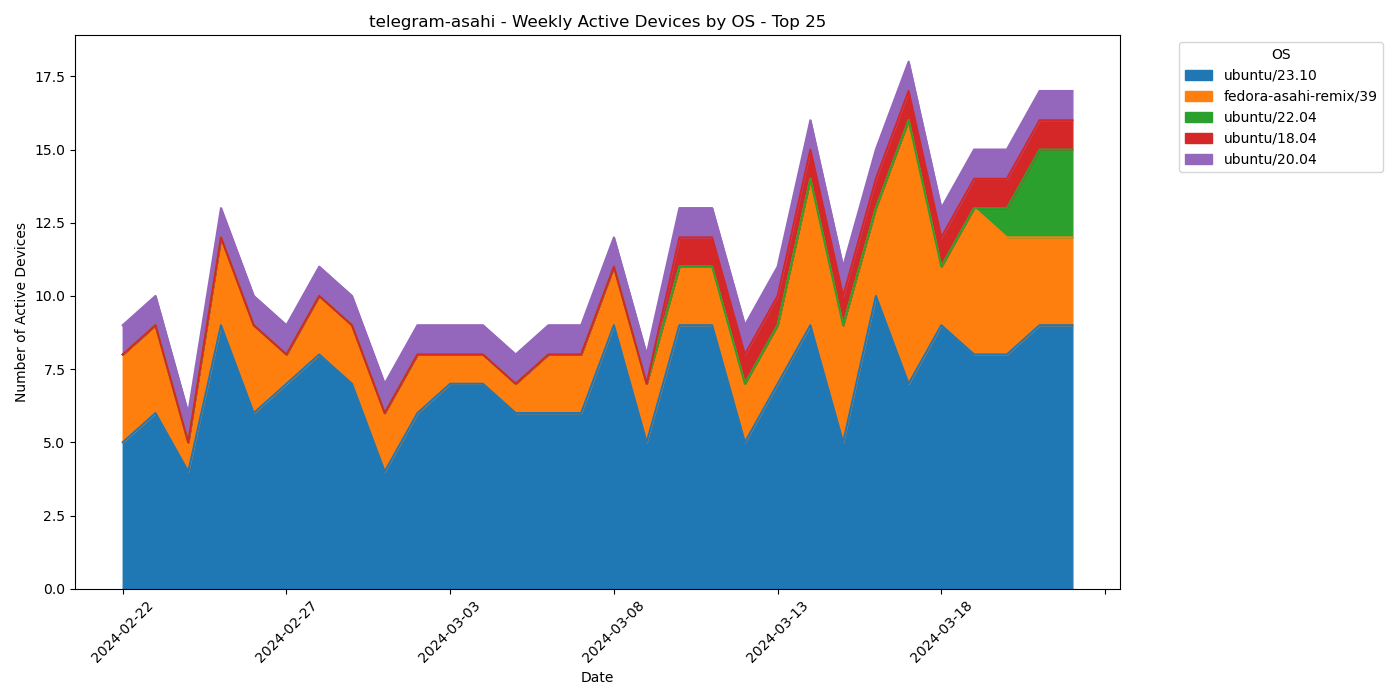 telegram-asahi - Weekly Active Devices by OS - Top 25
OS
ubuntu/23.10
fedora-asahi-remix/39
ubuntu/22.04
ubuntu/18.04
ubuntu/20.04
Number of Active Devices
17.5
15.0
12.5
10.0
7.5
5.0
2.5
0.0
2024-02-22
2024-02-27
2024-03-03
2024-03-08
2024-03-13
2024-03-18
Date